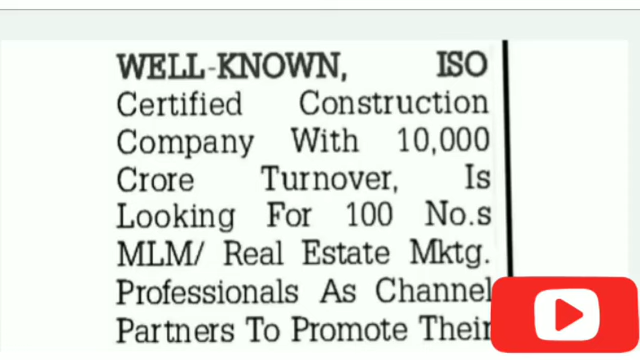 WELL-KNOWN, ISO
Certified Construction
Company With 10,000
Crore Turnover, Is
Looking For 100 No.s
MLM/ Real Estate Mktg.
Professionals As Channel
Partners To Promote Their